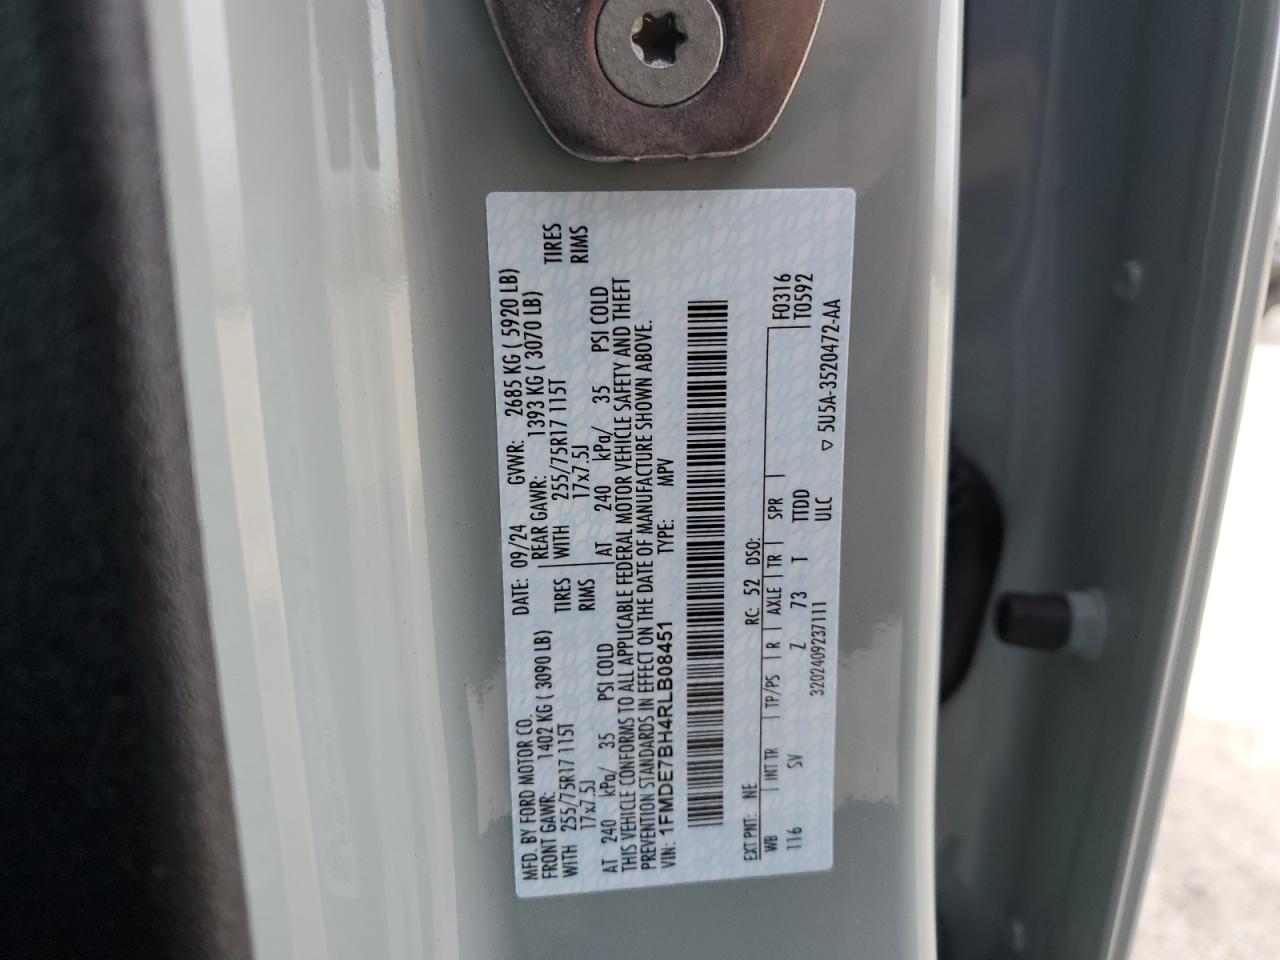 MFD. BY FORD MOTOR CO.
DATE: 09/24 GVWR: 2685 KG ( 5920 LB)
FRONT GAWR: 1402 KG ( 3090 LB) REAR GAWR: 1393 KG ( 3070 LB)
WITH 255/75R17 115T TIRES WITH 255/75R17 115T TIRES
17x7.5J RIMS 17x7.5J RIMS
AT 240 kPa/ 35 PSI COLD AT 240 kPa/ 35 PSI COLD
THIS VEHICLE CONFORMS TO ALL APPLICABLE FEDERAL MOTOR VEHICLE SAFETY AND THEFT
PREVENTION STANDARDS IN EFFECT ON THE DATE OF MANUFACTURE SHOWN ABOVE.
VIN: 1FMDE7BH4RLB08451 TYPE: MPV
F0316
EXT PNT: NE RC: 52 DSO: T0592
WB INT TR TP/PS R AXLE TR SPR
116 SV Z 73 T TTDD
3202409237111 ULC ▽ 5U5A-3520472-AA